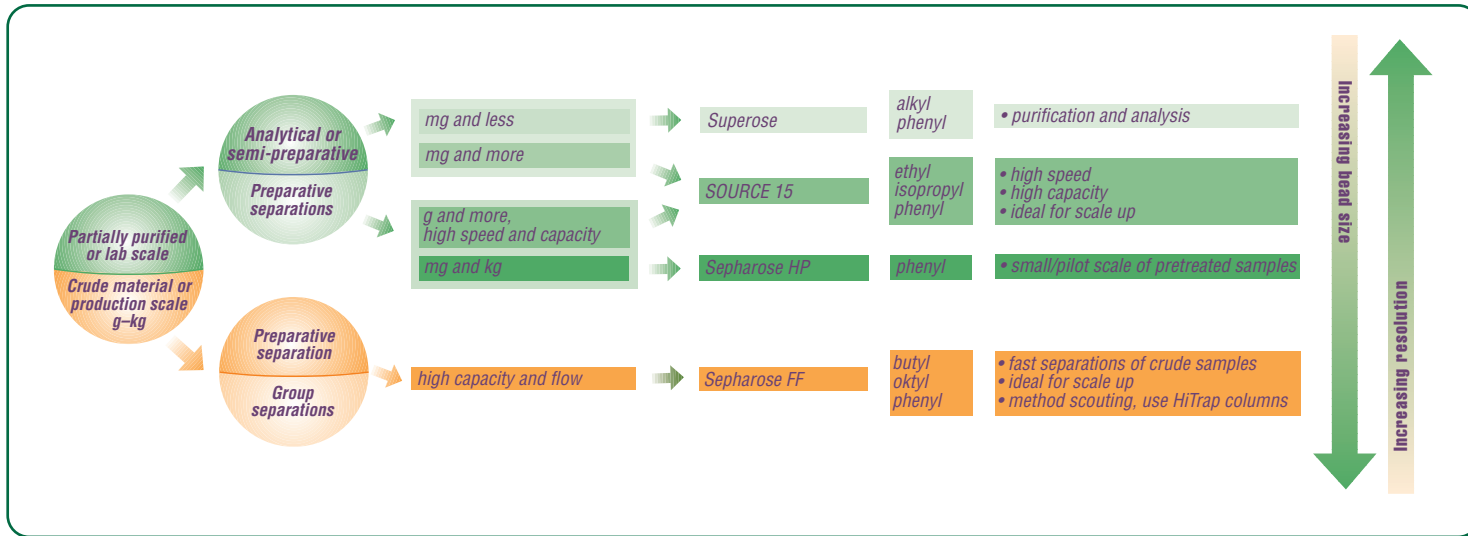 Partially purified
or lab scale
Crude material or
production scale
g–kg
Analytical or
semi-preparative
Preparative
separations
Preparative
separation
Group
separations
mg and less
mg and more
g and more,
high speed and capacity
mg and kg
high capacity and flow
Superose
SOURCE 15
Sepharose HP
Sepharose FF
alkyl
phenyl
ethyl
isopropyl
phenyl
phenyl
butyl
oktyl
phenyl
• purification and analysis
• high speed
• high capacity
• ideal for scale up
• small/pilot scale of pretreated samples
• fast separations of crude samples
• ideal for scale up
• method scouting, use HiTrap columns
Increasing bead size
Increasing resolution